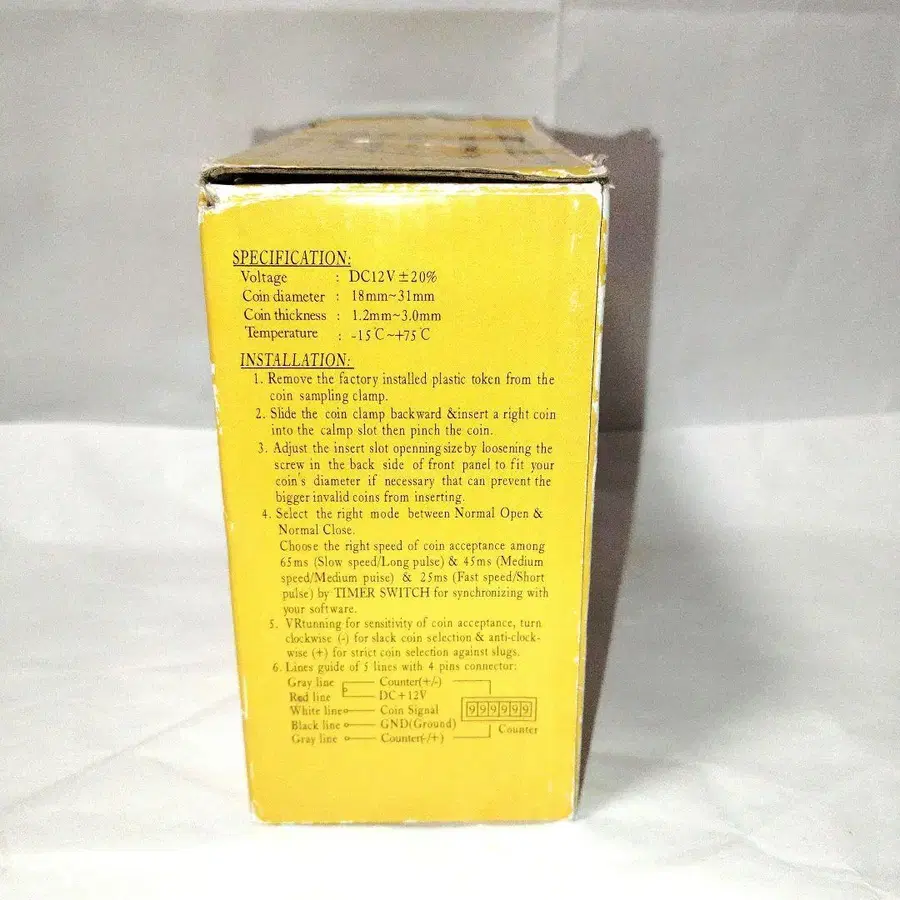 SPECIFICATION:
Voltage : DC12V ±20%
Coin diameter : 18mm~31mm
Coin thickness : 1.2mm~3.0mm
Temperature : -15℃~+75℃
INSTALLATION:
1. Remove the factory installed plastic token from the
coin sampling clamp.
2. Slide the coin clamp backward &insert a right coin
into the calmp slot then pinch the coin.
3. Adjust the insert slot openning size by loosening the
screw in the back side of front panel to fit your
coin's diameter if necessary that can prevent the
bigger invalid coins from inserting.
4. Select the right mode between Normal Open &
Normal Close.
Choose the right speed of coin acceptance among
65ms (Slow speed/Long pulse) & 45ms (Medium
speed/Medium puise) & 25ms (Fast speed/Short
pulse) by TIMER SWITCH for synchronizing with
your software.
5. VRtunning for sensitivity of coin acceptance, turn
clockwise (-) for slack coin selection & anti-clock-
wise (+) for strict coin selection against slugs.
6. Lines guide of 5 lines with 4 pins connector:
Gray line Counter(+/-)
Red line DC+12V
White line Coin Signal 999999
Black line GND(Ground) Counter
Gray line Counter(-/+)